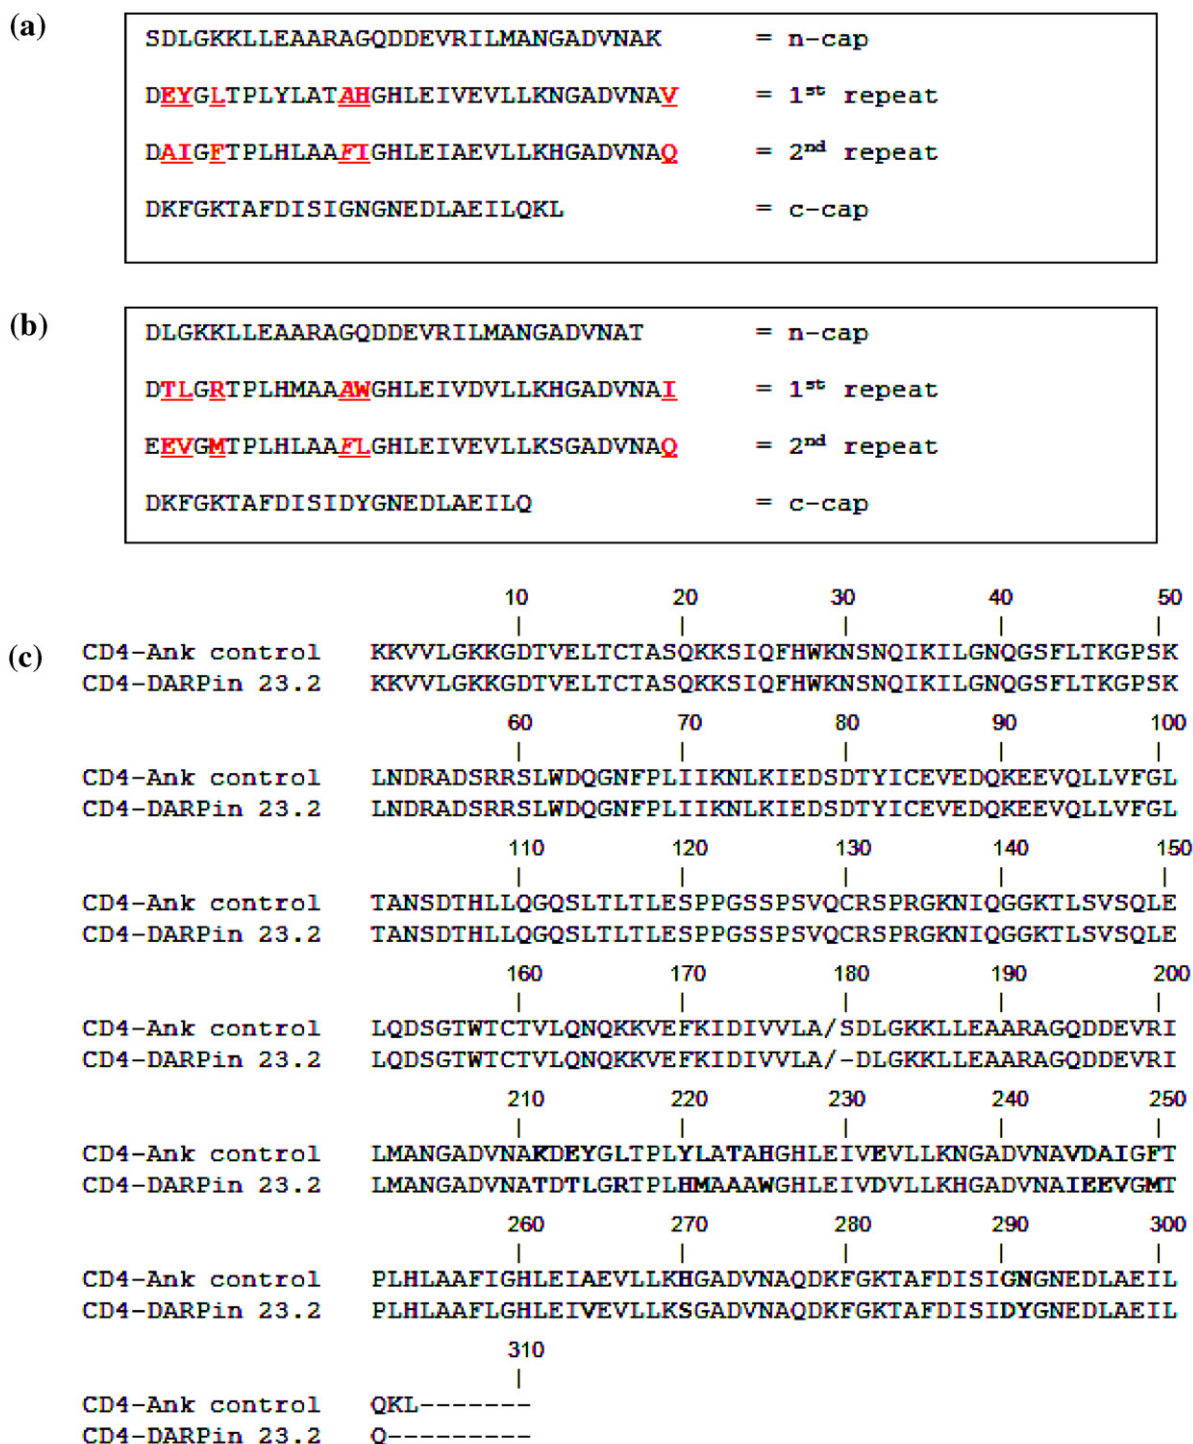 (a)
SDLGKKLLEAARAGQDDEVRILMANGADVNAK = n-cap
DEYGLTPLYLATAHGHLEIVEVLLKNGADVNAV = 1st repeat
DAIGFTPLHLAAFIGHLEIAEVLLKHGADVNAQ = 2nd repeat
DKFGKTAFDISIGNGNEDLAEILQKL = c-cap
(b)
DLGKKLLEAARAGQDDEVRILMANGADVNAT = n-cap
DTLGRTPLHMAAAWGHLEIVDVLLKHGADVNAI = 1st repeat
EEVGMTPLHLAAFLGHLEIVEVLLKSGADVNAQ = 2nd repeat
DKFGKTAFDISIDYGNEDLAEILQ = c-cap
(c)
10 20 30 40 50
| | | | |
CD4-Ank control KKVVLGKKGDTVELTCTASQKKSIQFHWKNSNQIKILGNQGSFLTKGPSK
CD4-DARPin 23.2 KKVVLGKKGDTVELTCTASQKKSIQFHWKNSNQIKILGNQGSFLTKGPSK
60 70 80 90 100
| | | | |
CD4-Ank control LNDRADSRRSLWDQGNFPLIIKNLKIEDSDTYICEVEDQKEEVQLLVFGL
CD4-DARPin 23.2 LNDRADSRRSLWDQGNFPLIIKNLKIEDSDTYICEVEDQKEEVQLLVFGL
110 120 130 140 150
| | | | |
CD4-Ank control TANSDTHLLQGQSLTLTLESPPGSSPSVQCRSPRGKNIQGGKTLSVSQLE
CD4-DARPin 23.2 TANSDTHLLQGQSLTLTLESPPGSSPSVQCRSPRGKNIQGGKTLSVSQLE
160 170 180 190 200
| | | | |
CD4-Ank control LQDSGTWTCTVLQNQKKVEFKIDIVVLA/SDLGKKLLEAARAGQDDEVRI
CD4-DARPin 23.2 LQDSGTWTCTVLQNQKKVEFKIDIVVLA/-DLGKKLLEAARAGQDDEVRI
210 220 230 240 250
| | | | |
CD4-Ank control LMANGADVNAKDEYGLTPLYLATAHGHLEIVEVLLKNGADVNAVDAIGFT
CD4-DARPin 23.2 LMANGADVNATDTLGRTPLHMAAAWGHLEIVDVLLKHGADVNAIEEVGMT
260 270 280 290 300
| | | | |
CD4-Ank control PLHLAAFIGHLEIAEVLLKHGADVNAQDKFGKTAFDISIGNGNEDLAEIL
CD4-DARPin 23.2 PLHLAAFLGHLEIVEVLLKSGADVNAQDKFGKTAFDISIDYGNEDLAEIL
310
|
CD4-Ank control QKL-------
CD4-DARPin 23.2 Q---------